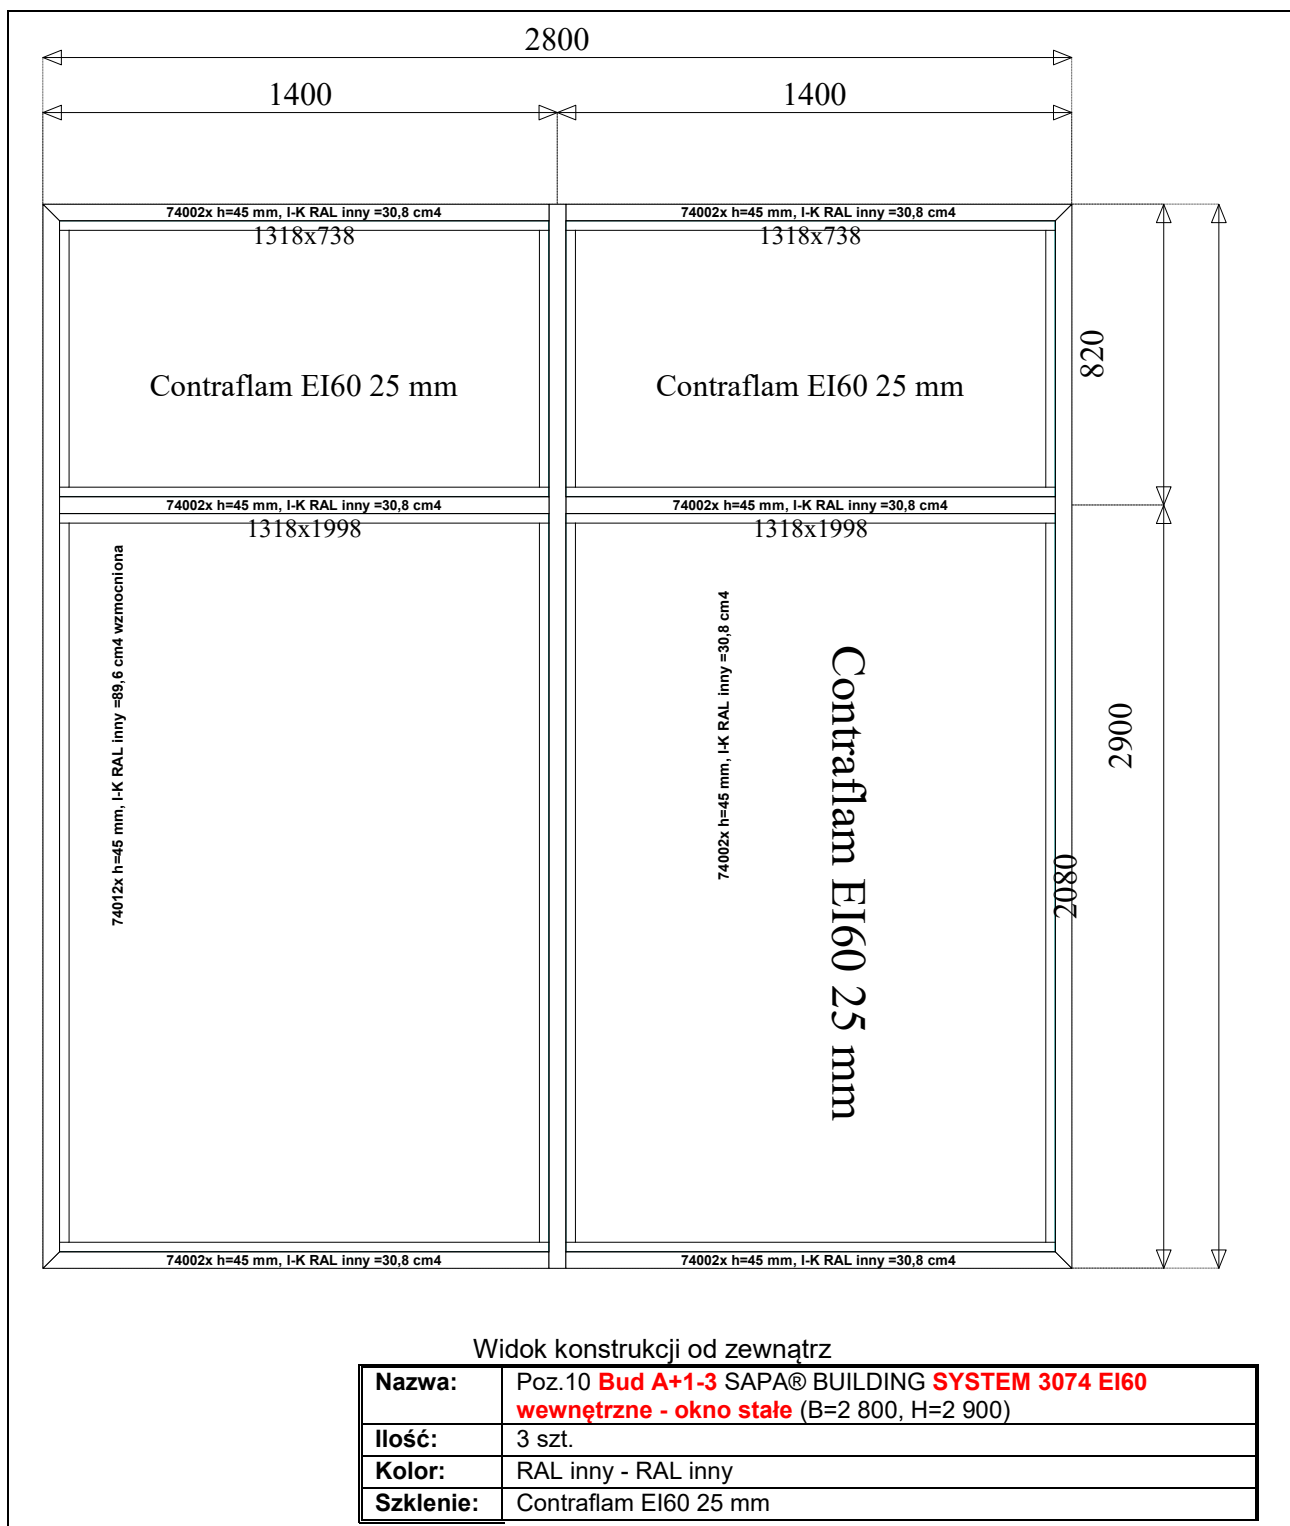 2800
1400 1400
74002x h=45 mm, I-K RAL inny =30,8 cm4 74002x h=45 mm, I-K RAL inny =30,8 cm4
1318x738 1318x738
820
Contraflam EI60 25 mm Contraflam EI60 25 mm
74002x h=45 mm, I-K RAL inny =30,8 cm4 74002x h=45 mm, I-K RAL inny =30,8 cm4
1318x1998 1318x1998
74012x h=45 mm, I-K RAL inny =89,6 cm4 wzmocniona
74002x h=45 mm, I-K RAL inny =30,8 cm4
Contraflam EI60 25 mm
2900
2080
74002x h=45 mm, I-K RAL inny =30,8 cm4 74002x h=45 mm, I-K RAL inny =30,8 cm4
Widok konstrukcji od zewnątrz
Nazwa: Poz.10 Bud A+1-3 SAPA® BUILDING SYSTEM 3074 EI60
wewnętrzne - okno stałe (B=2 800, H=2 900)
Ilość: 3 szt.
Kolor: RAL inny - RAL inny
Szklenie: Contraflam EI60 25 mm